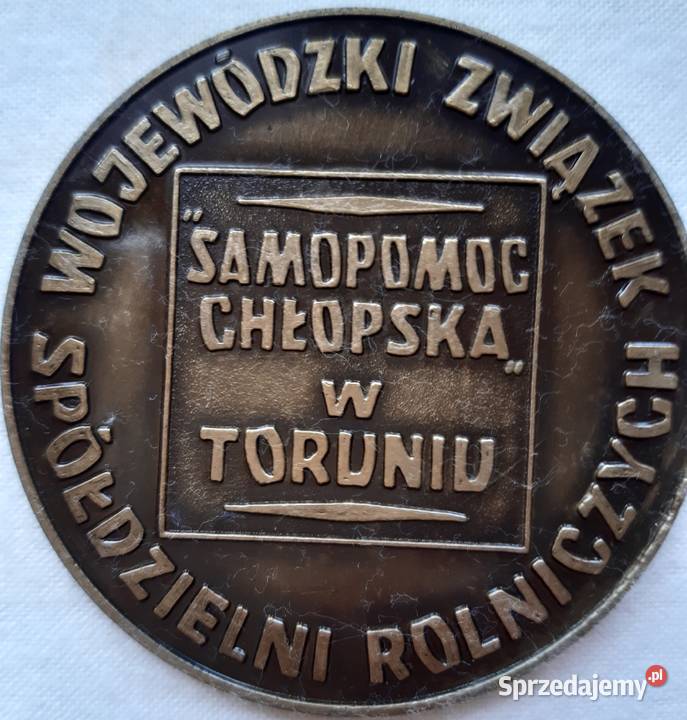 WOJEWÓDZKI ZWIĄZEK
SPÓŁDZIELNI ROLNICZYCH
"SAMOPOMOC
CHŁOPSKA"
W
TORUNIU
Sprzedajemy.pl